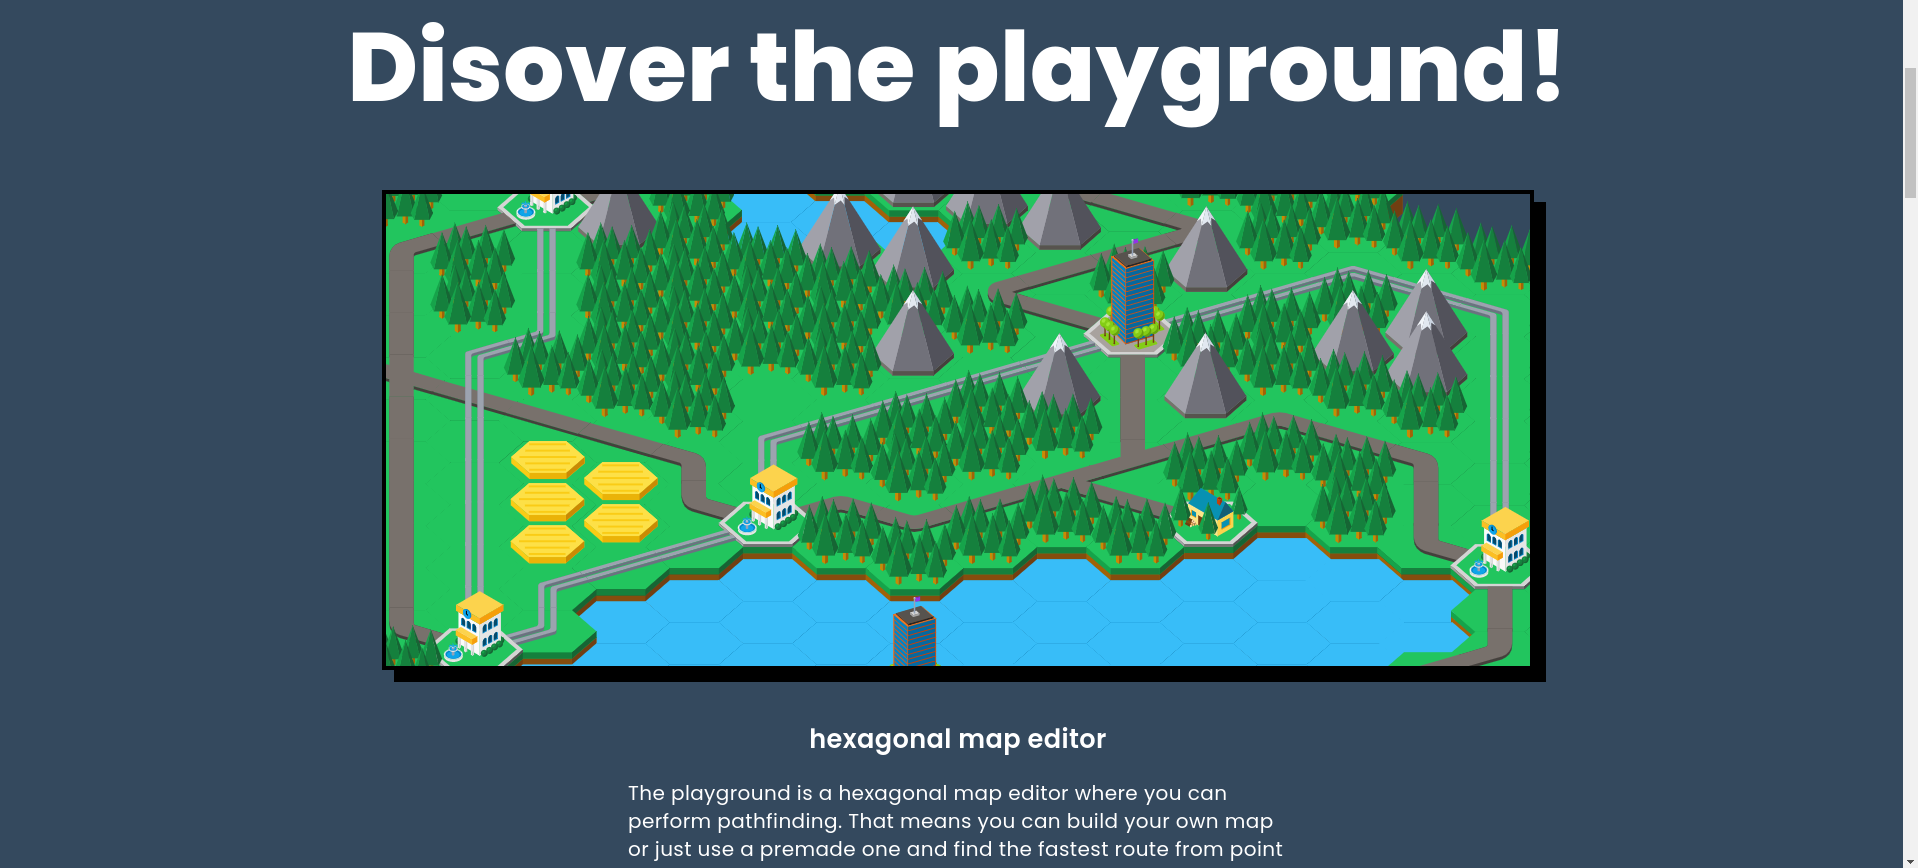 Disover the playground!
hexagonal map editor
The playground is a hexagonal map editor where you can
perform pathfinding. That means you can build your own map
or just use a premade one and find the fastest route from point